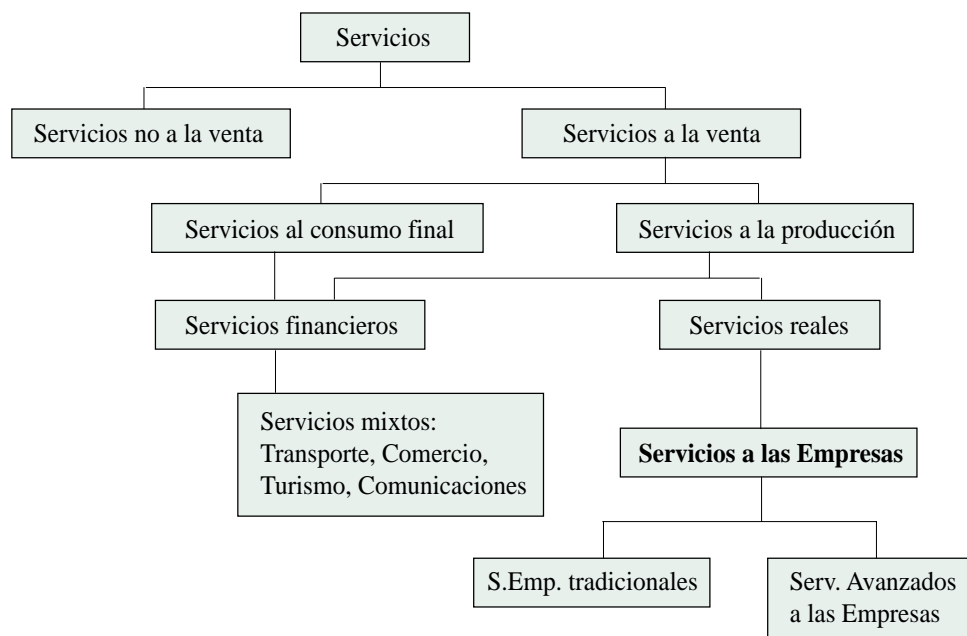 Servicios
Servicios no a la venta
Servicios a la venta
Servicios al consumo final
Servicios a la producción
Servicios financieros
Servicios reales
Servicios mixtos:
Transporte, Comercio,
Turismo, Comunicaciones
Servicios a las Empresas
S.Emp. tradicionales
Serv. Avanzados
a las Empresas